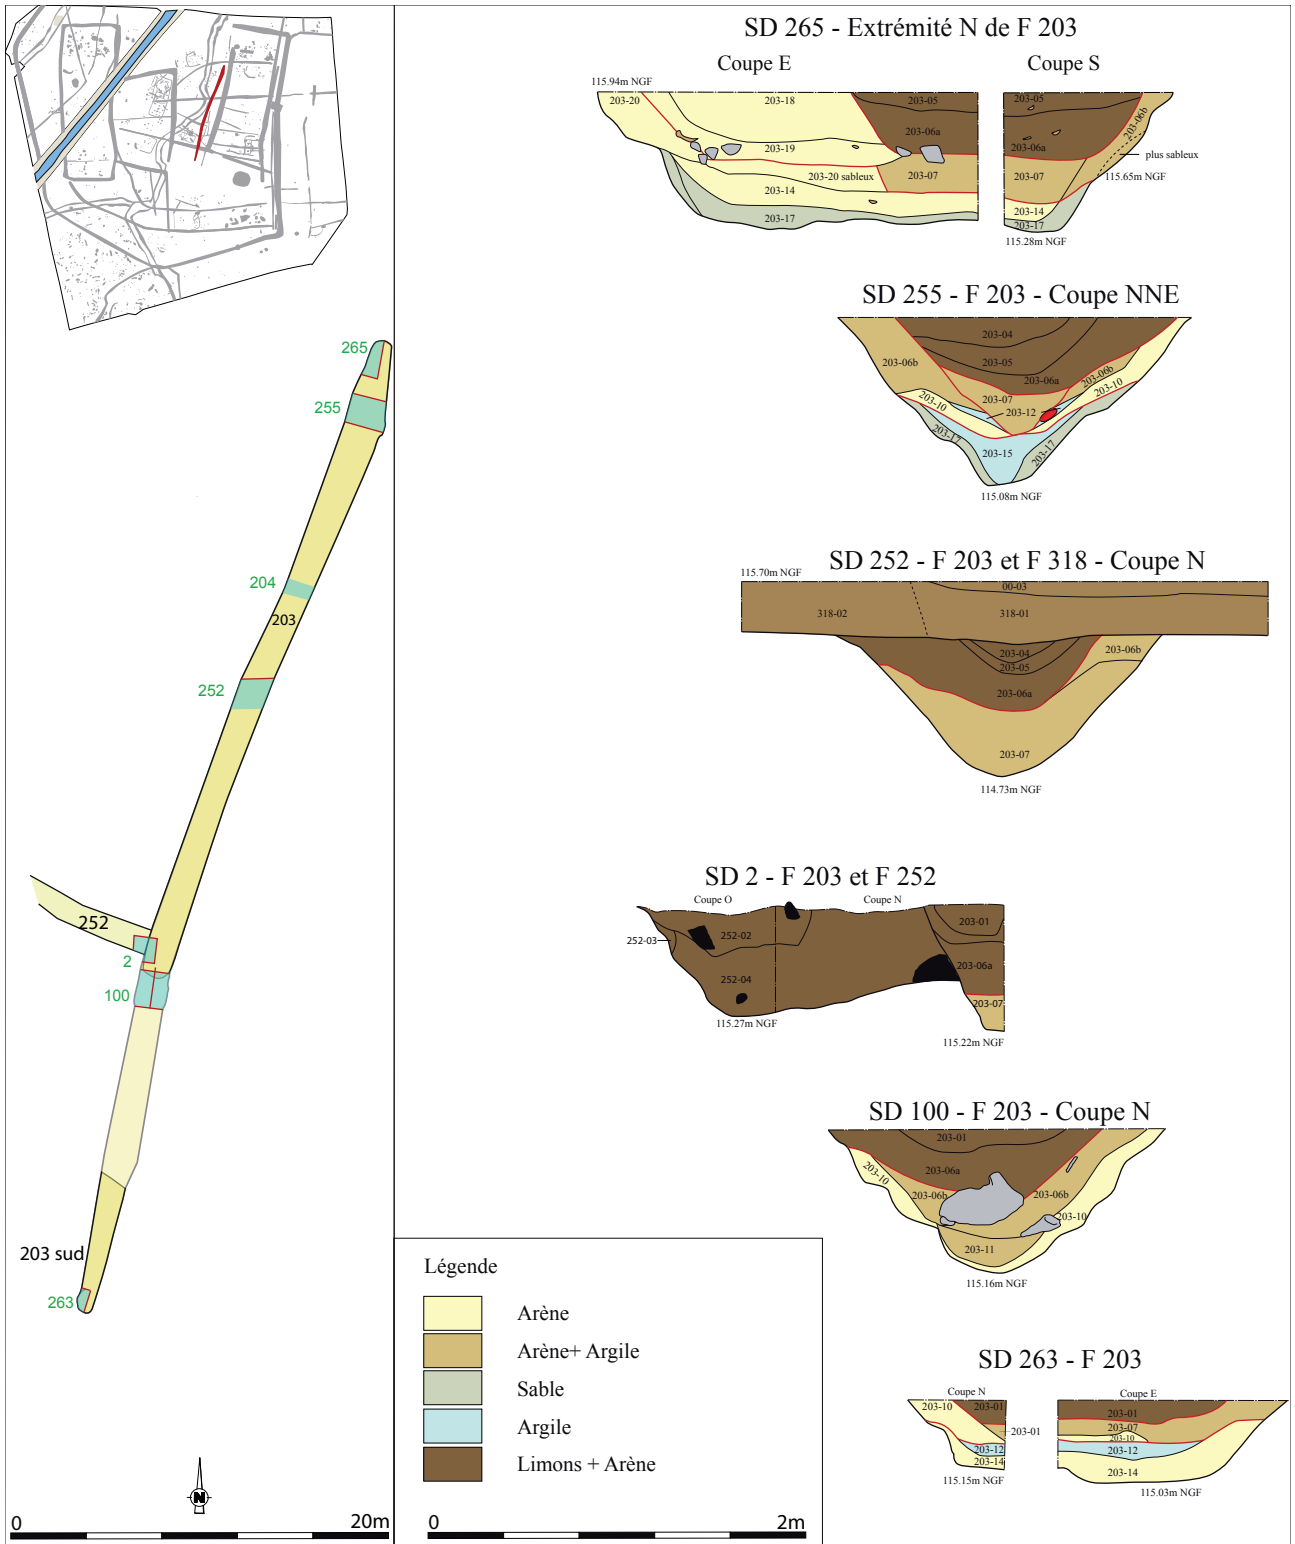 265
255
204
203
252
252
2
100
203 sud
263
N
0 20m
SD 265 - Extrémité N de F 203
Coupe E Coupe S
115.94m NGF
203-20 203-18 203-05 203-05
203-06a 203-06b
203-19 203-06a
plus sableux
203-20 sableux 203-07 203-07 115.65m NGF
203-14
203-14
203-17 203-17
115.28m NGF
SD 255 - F 203 - Coupe NNE
203-04
203-05
203-06b 203-06a 203-06b
203-10 203-07 203-10
203-12
203-17 203-15 203-17
115.08m NGF
SD 252 - F 203 et F 318 - Coupe N
115.70m NGF
00-03
318-02 318-01
203-04 203-06b
203-05
203-06a
203-07
114.73m NGF
SD 2 - F 203 et F 252
Coupe O Coupe N
203-01
252-03 252-02
203-06a
252-04
203-07
115.27m NGF
115.22m NGF
SD 100 - F 203 - Coupe N
203-01
203-10 203-06a
203-06b 203-06b
203-10
203-11
115.16m NGF
SD 263 - F 203
Coupe N Coupe E
203-10 203-01 203-01
203-07
203-01 203-10
203-12 203-12
203-14 203-14
115.15m NGF 115.03m NGF
Légende
Arène
Arène+ Argile
Sable
Argile
Limons + Arène
0 2m